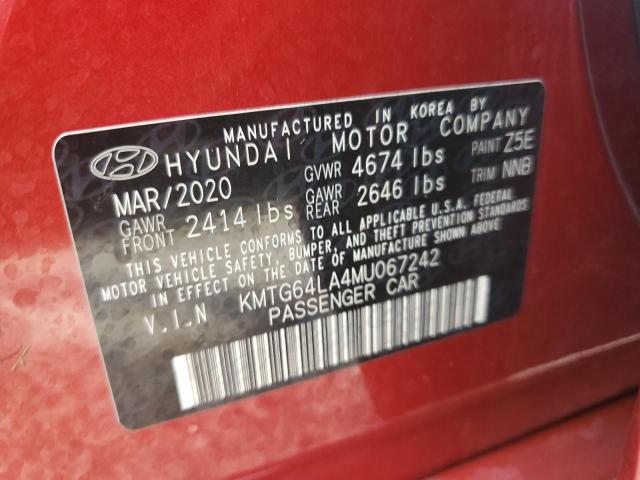 MANUFACTURED IN KOREA BY
HYUNDAI MOTOR COMPANY
MAR/2020 GVWR 4674 lbs PAINT Z5E
GAWR FRONT 2414 lbs GAWR REAR 2646 lbs TRIM NNB
THIS VEHICLE CONFORMS TO ALL APPLICABLE U.S.A. FEDERAL
MOTOR VEHICLE SAFETY, BUMPER, AND THEFT PREVENTION STANDARDS
IN EFFECT ON THE DATE OF MANUFACTURE SHOWN ABOVE.
V.I.N KMTG64LA4MU067242
PASSENGER CAR